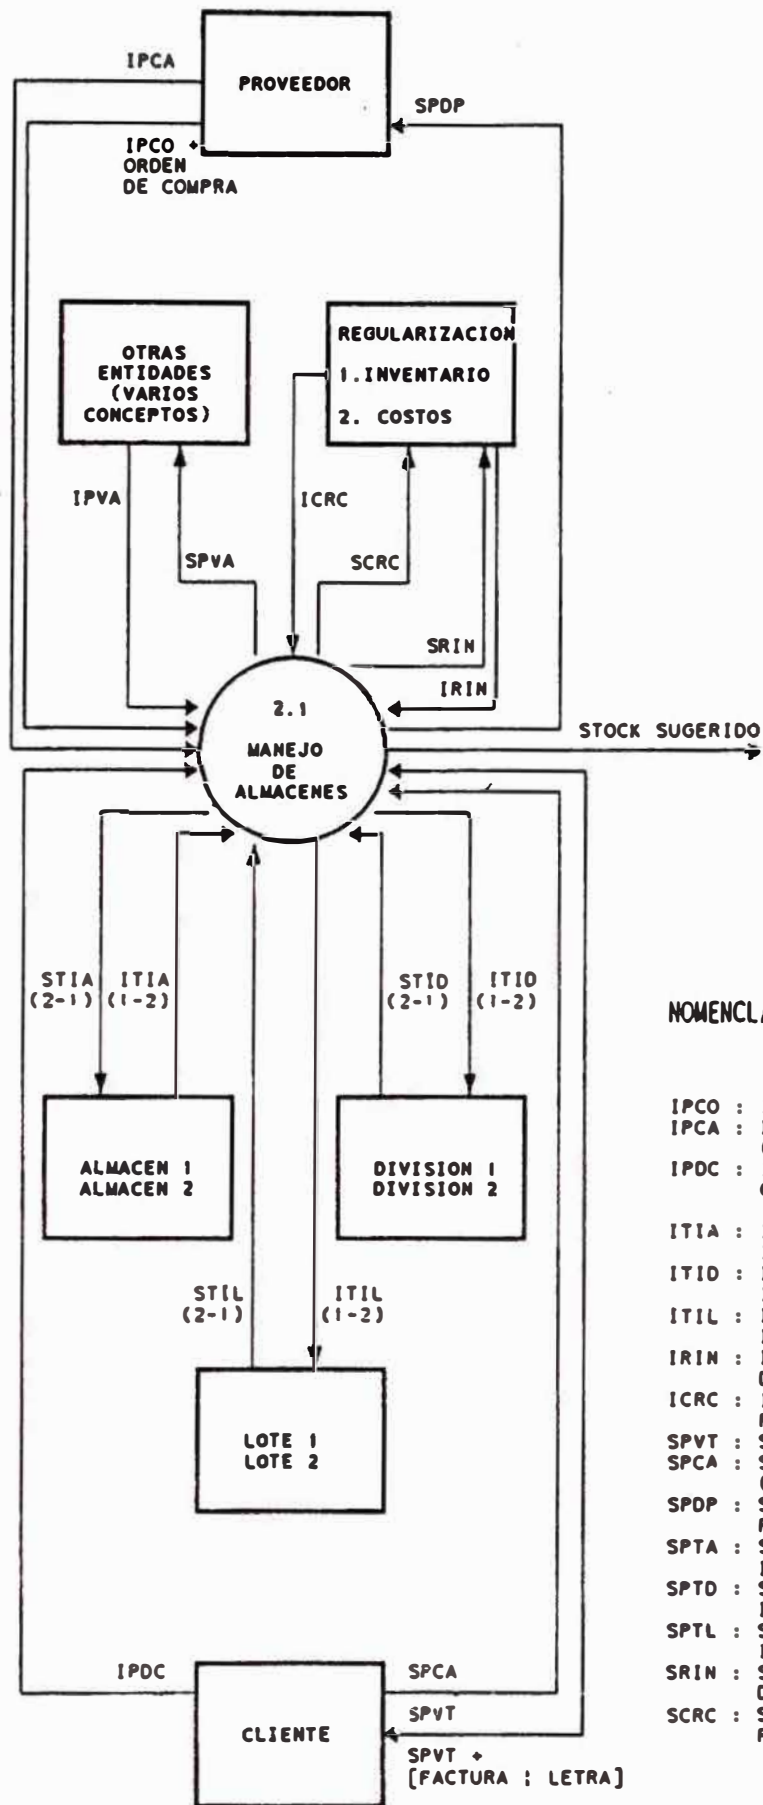 IPCA
PROVEEDOR
SPDP
IPCO +
ORDEN
DE COMPRA
OTRAS
ENTIDADES
(VARIOS
CONCEPTOS)
REGULARIZACION
1.INVENTARIO
2. COSTOS
IPVA
ICRC
SPVA
SCRC
SRIN
IRIN
2.1
MANEJO
DE
ALMACENES
STOCK SUGERIDO
STIA
(2-1)
ITIA
(1-2)
STID
(2-1)
ITID
(1-2)
ALMACEN 1
ALMACEN 2
DIVISION 1
DIVISION 2
STIL
(2-1)
ITIL
(1-2)
LOTE 1
LOTE 2
IPDC
CLIENTE
SPCA
SPVT
SPVT +
[FACTURA ¦ LETRA]
NOMENCLA
IPCO :
IPCA :
IPDC :
ITIA :
ITID :
ITIL :
IRIN :
ICRC :
SPVT : S
SPCA : S
SPDP : S
SPTA : S
SPTD : S
SPTL : S
SRIN : S
SCRC : S